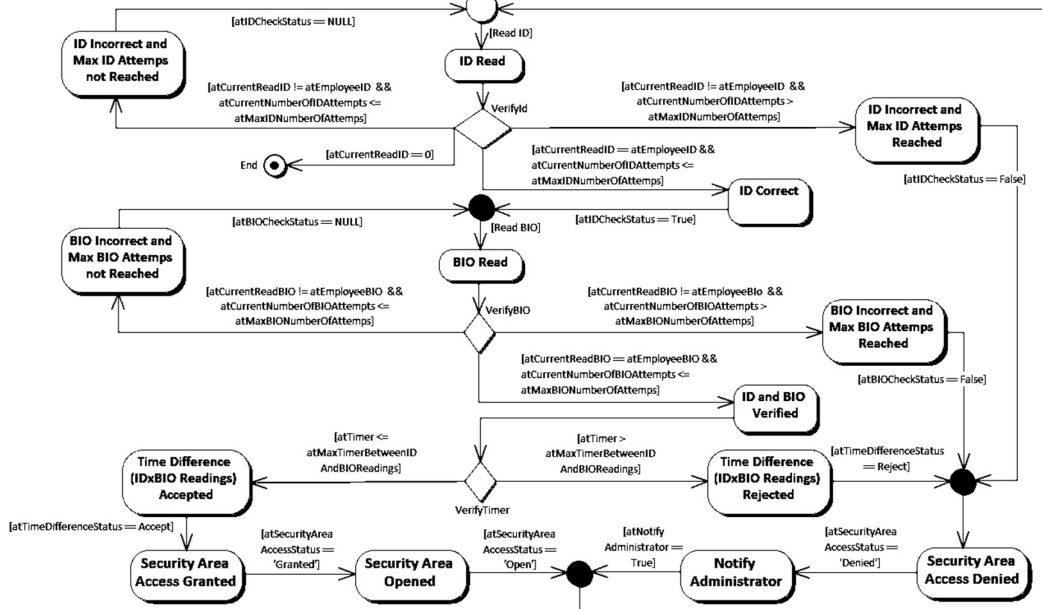 [atIDCheckStatus == NULL]
[Read ID]
ID Incorrect and
Max ID Attemps
not Reached
ID Read
[atCurrentReadID != atEmployeeID &&
atCurrentNumberOfIDAttempts <=
atMaxIDNumberOfAttemps]
VerifyId
[atCurrentReadID != atEmployeeID &&
atCurrentNumberOfIDAttempts >
atMaxIDNumberOfAttemps]
ID Incorrect and
Max ID Attemps
Reached
End
[atCurrentReadID == 0]
[atCurrentReadID == atEmployeeID &&
atCurrentNumberOfIDAttempts <=
atMaxIDNumberOfAttemps]
[atIDCheckStatus == False]
ID Correct
[atBIOCheckStatus == NULL]
[atIDCheckStatus == True]
[Read BIO]
BIO Incorrect and
Max BIO Attemps
not Reached
BIO Read
[atCurrentReadBIO != atEmployeeBIO &&
atCurrentNumberOfBIOAttempts <=
atMaxBIONumberOfAttemps]
VerifyBIO
[atCurrentReadBIO != atEmployeeBIo &&
atCurrentNumberOfBIOAttempts >
atMaxBIONumberOfAttemps]
BIO Incorrect and
Max BIO Attemps
Reached
[atCurrentReadBIO == atEmployeeBIO &&
atCurrentNumberOfBIOAttempts <=
atMaxBIONumberOfAttemps]
[atBIOCheckStatus == False]
ID and BIO
Verified
[atTimer <=
atMaxTimerBetweenID
AndBIOReadings]
[atTimer >
atMaxTimerBetweenID
AndBIOReadings]
Time Difference
(IDxBIO Readings)
Accepted
VerifyTimer
Time Difference
(IDxBIO Readings)
Rejected
[atTimeDifferenceStatus
== Reject]
[atTimeDifferenceStatus == Accept]
Security Area
Access Granted
[atSecurityArea
AccessStatus ==
'Granted']
Security Area
Opened
[atSecurityArea
AccessStatus ==
'Open']
[atNotify
Administrator ==
True]
Notify
Administrator
[atSecurityArea
AccessStatus ==
'Denied']
Security Area
Access Denied